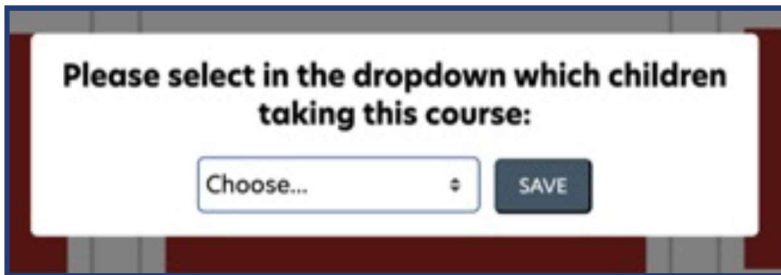 Please select in the dropdown which children
taking this course:
Choose...
SAVE